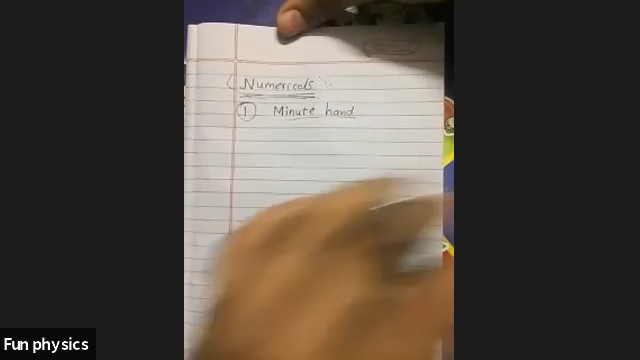 Numericals
① Minute hand
Fun physics